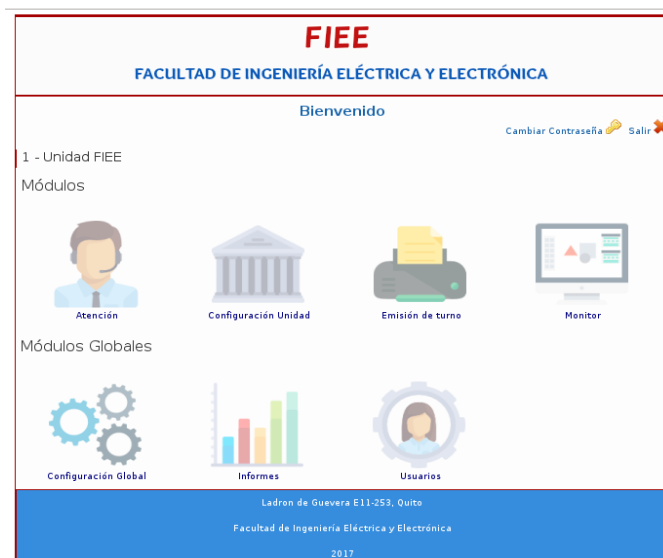 FIEE
FACULTAD DE INGENIERÍA ELÉCTRICA Y ELECTRÓNICA
Bienvenido
Cambiar Contraseña Salir
1 - Unidad FIEE
Módulos
Atención Configuración Unidad Emisión de turno Monitor
Módulos Globales
Configuración Global Informes Usuarios
Ladron de Guevera E11-253, Quito
Facultad de Ingeniería Eléctrica y Electrónica
2017